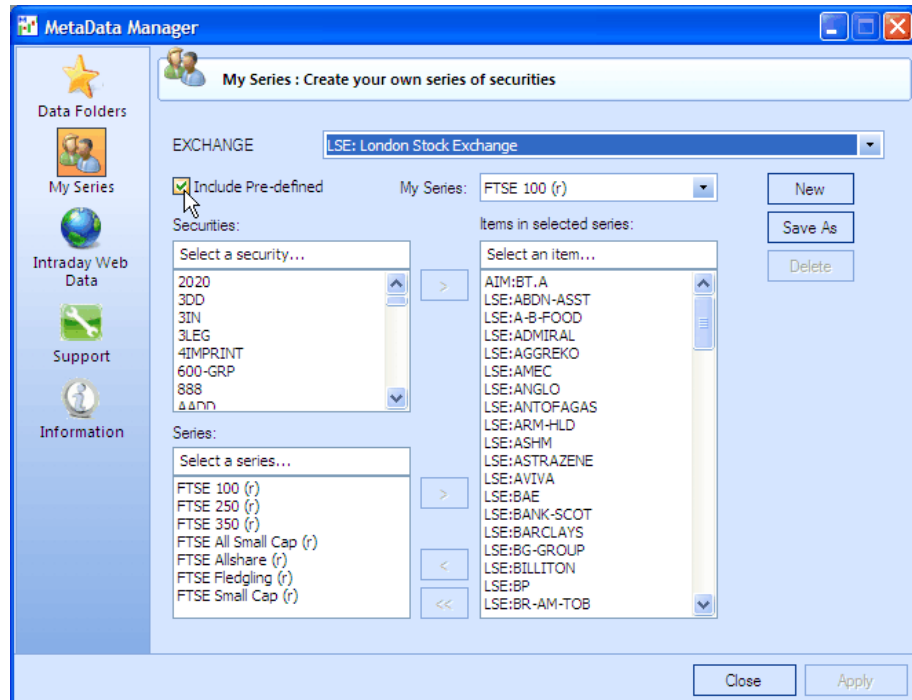 MetaData Manager
Data Folders
My Series
Intraday Web
Data
Support
Information
My Series : Create your own series of securities
EXCHANGE
LSE: London Stock Exchange
Include Pre-defined
My Series:
FTSE 100 (r)
New
Save As
Delete
Securities:
Select a security...
2020
3DD
3IN
3LEG
4IMPRINT
600-GRP
888
AADD
>
Items in selected series:
Select an item...
AIM:BT.A
LSE:ABDN-ASST
LSE:A-B-FOOD
LSE:ADMIRAL
LSE:AGGREKO
LSE:AMEC
LSE:ANGLO
LSE:ANTOFAGAS
LSE:ARM-HLD
LSE:ASHM
LSE:ASTRAZENE
LSE:AVIVA
LSE:BAE
LSE:BANK-SCOT
LSE:BARCLAYS
LSE:BG-GROUP
LSE:BILLITON
LSE:BP
LSE:BR-AM-TOB
Series:
Select a series...
FTSE 100 (r)
FTSE 250 (r)
FTSE 350 (r)
FTSE All Small Cap (r)
FTSE Allshare (r)
FTSE Fledgling (r)
FTSE Small Cap (r)
>
<
<<
Close
Apply